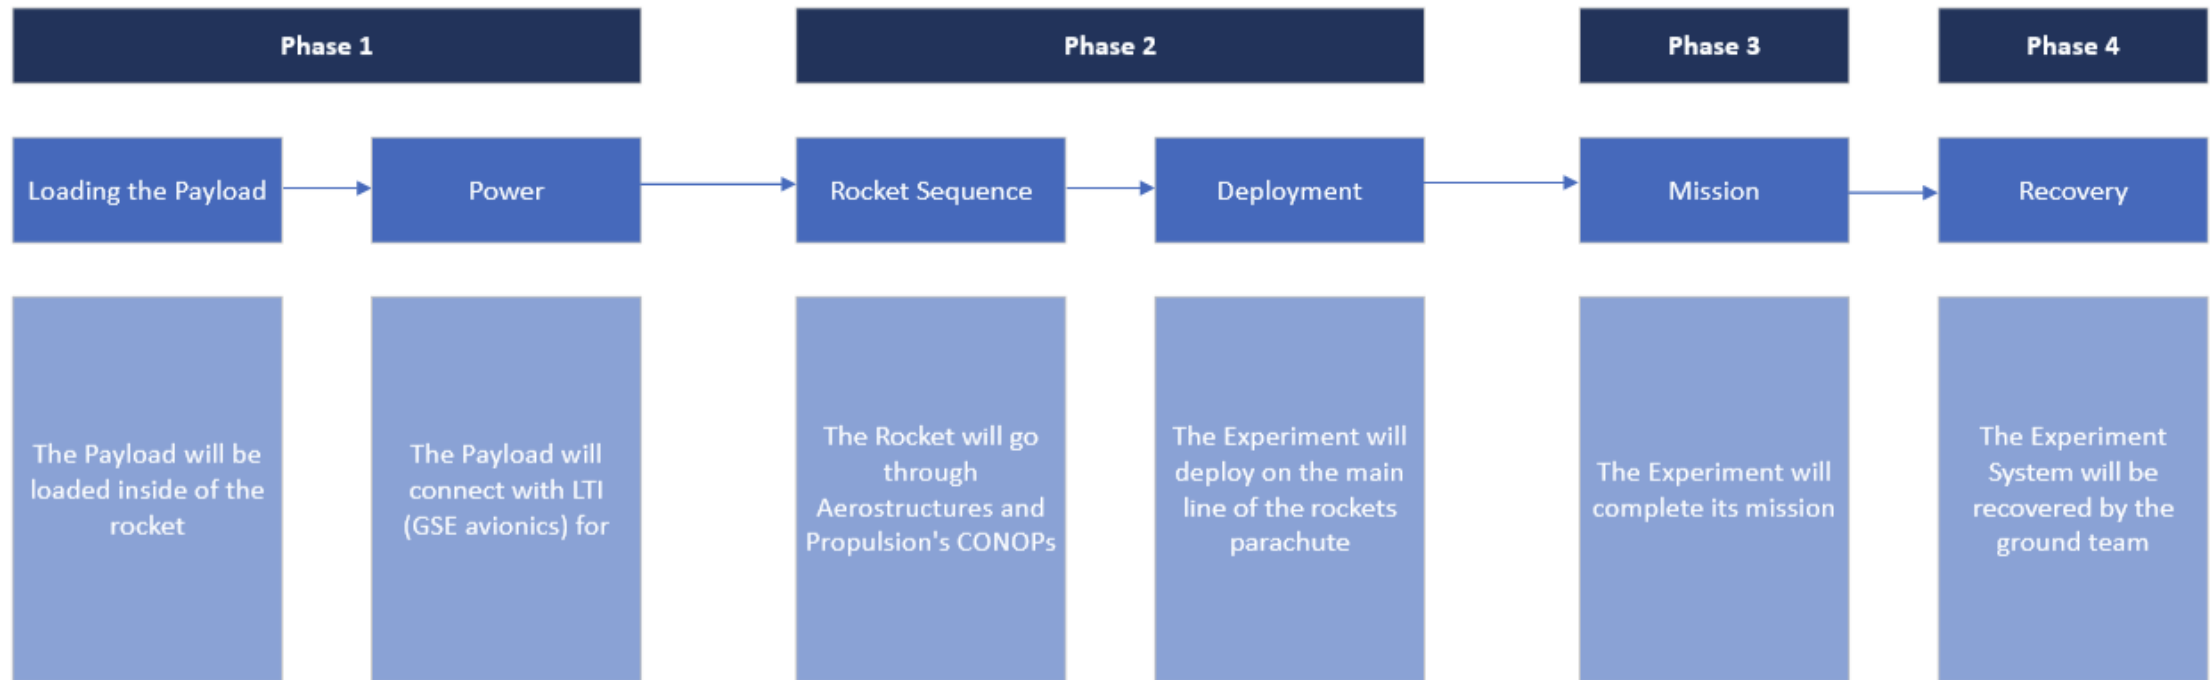 Phase 1
Phase 2
Phase 3
Phase 4
Loading the Payload
Power
Rocket Sequence
Deployment
Mission
Recovery
The Payload will be
loaded inside of the
rocket
The Payload will
connect with LTI
(GSE avionics) for
The Rocket will go
through
Aerostructures and
Propulsion's CONOPs
The Experiment will
deploy on the main
line of the rockets
parachute
The Experiment will
complete its mission
The Experiment
System will be
recovered by the
ground team